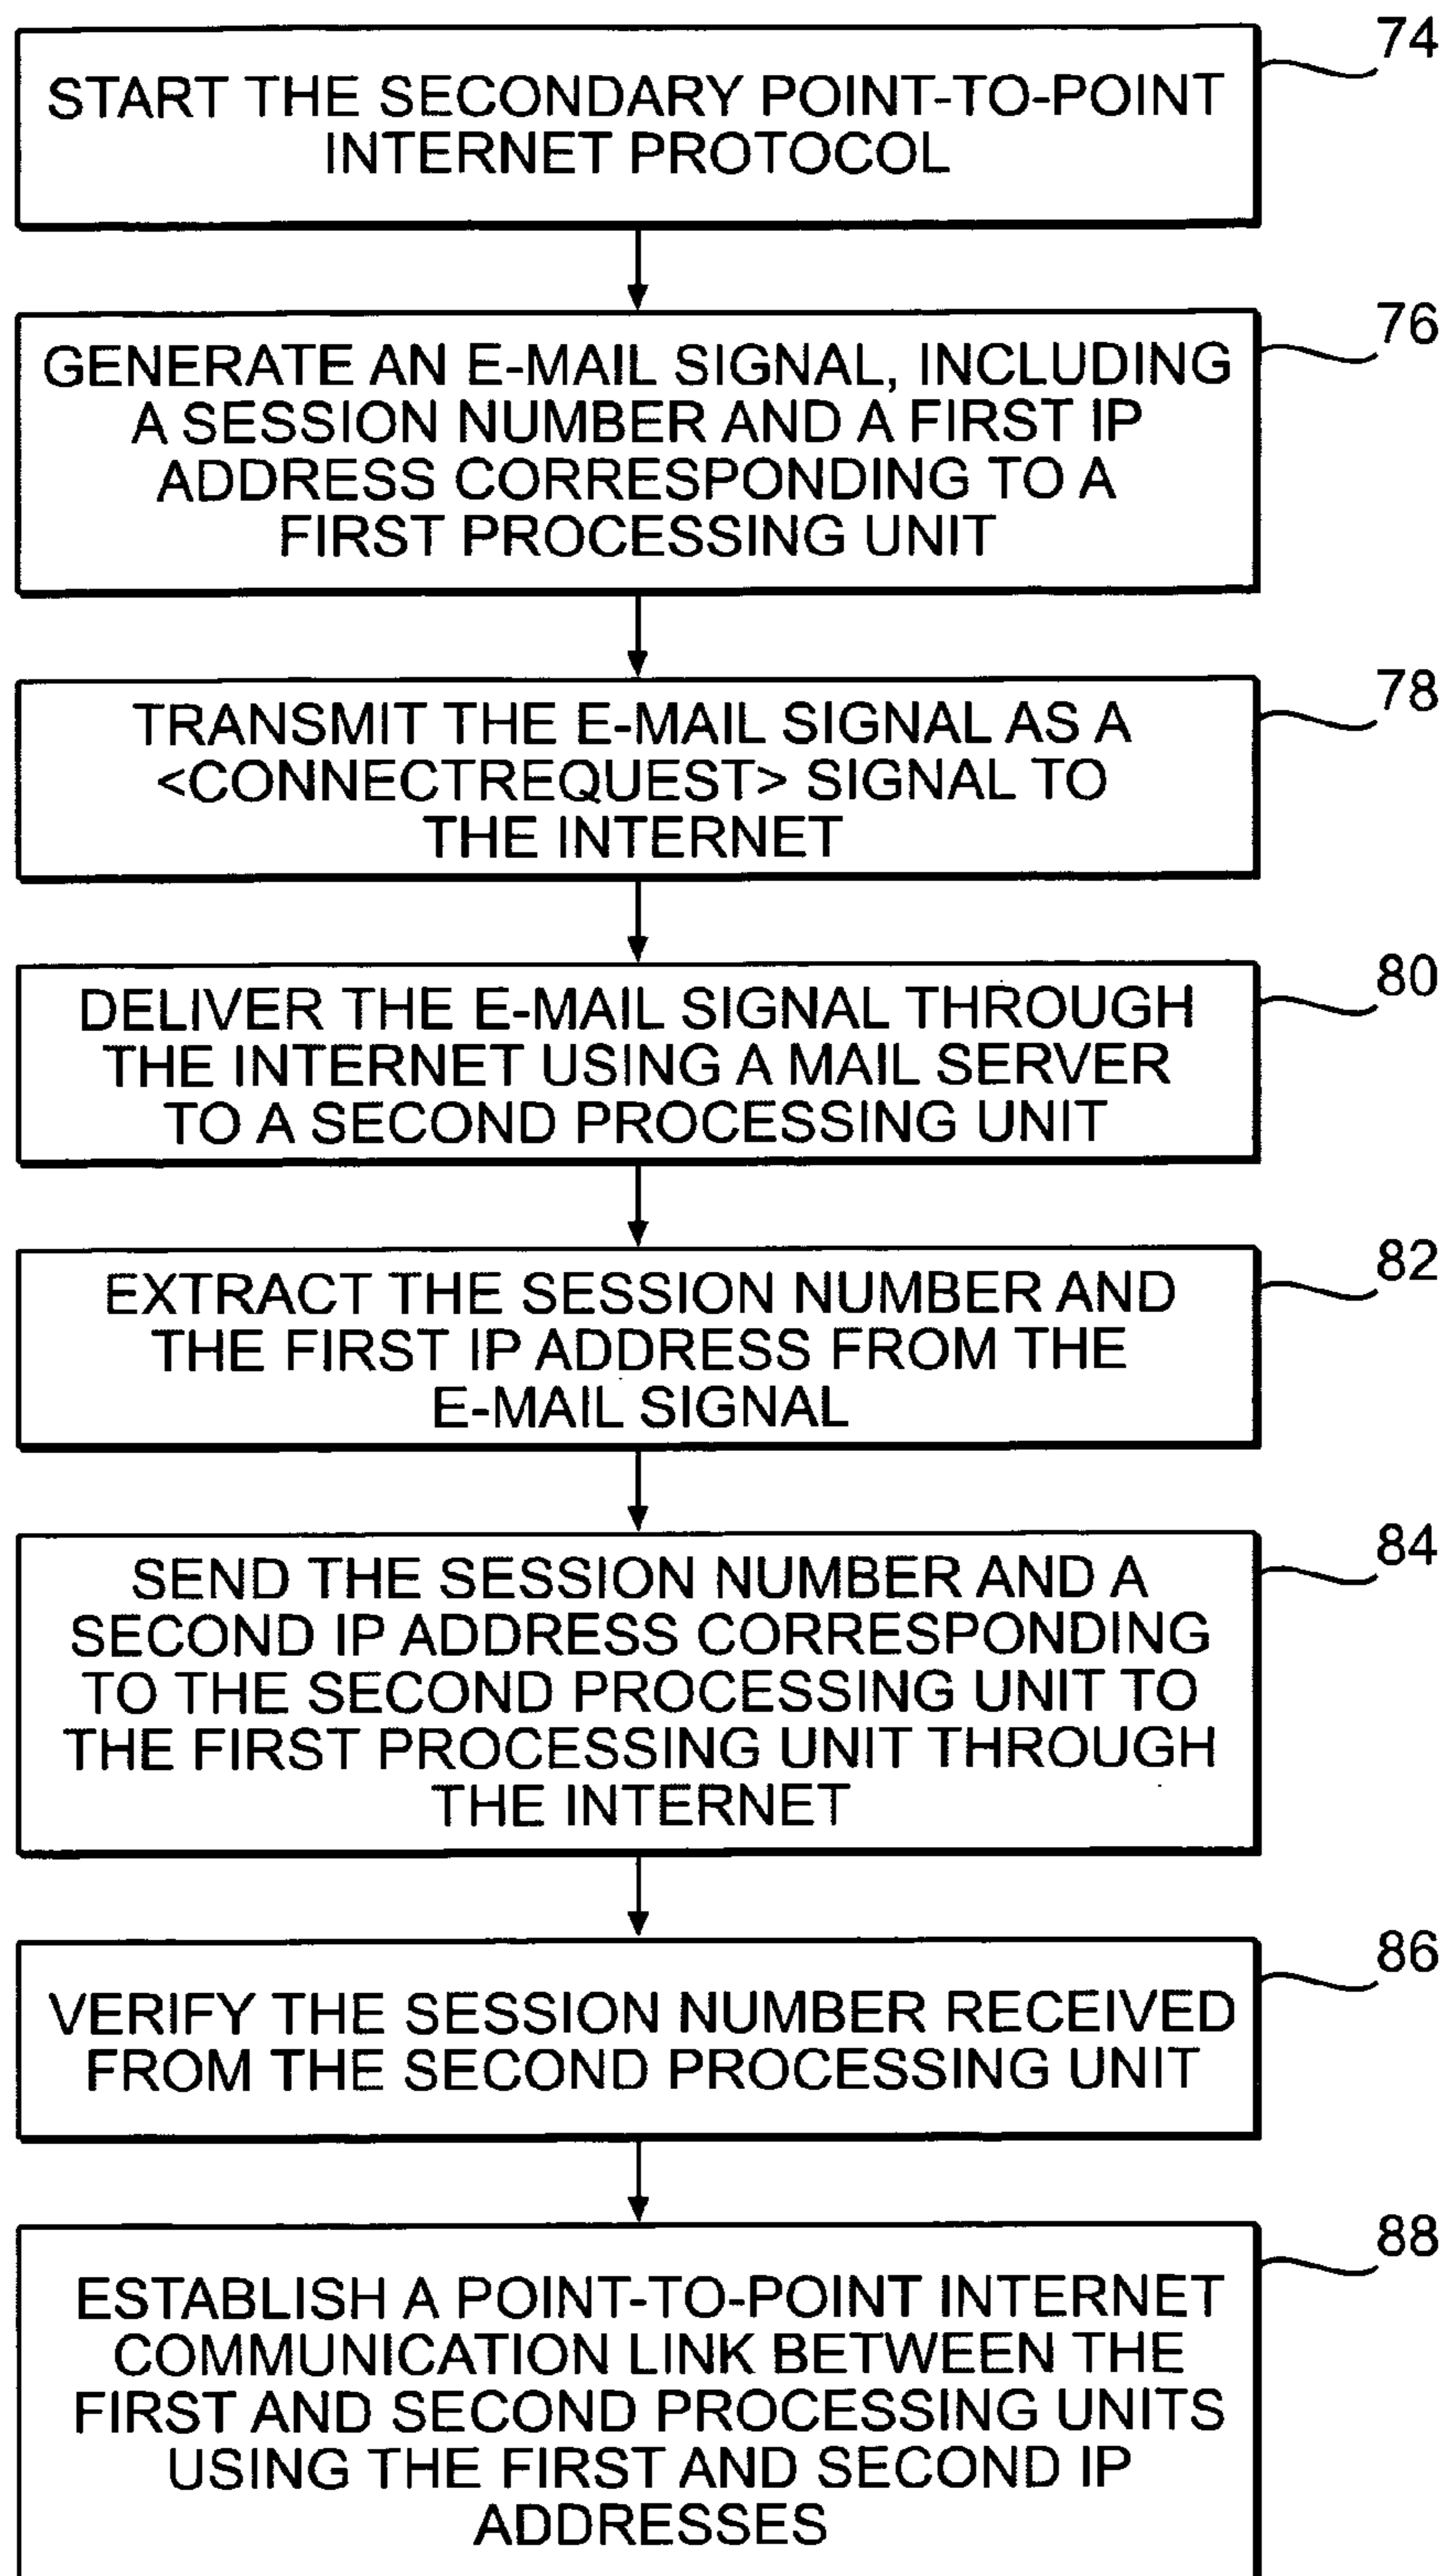 74
START THE SECONDARY POINT-TO-POINT
INTERNET PROTOCOL
76
GENERATE AN E-MAIL SIGNAL, INCLUDING
A SESSION NUMBER AND A FIRST IP
ADDRESS CORRESPONDING TO A
FIRST PROCESSING UNIT
78
TRANSMIT THE E-MAIL SIGNAL AS A
<CONNECTREQUEST> SIGNAL TO
THE INTERNET
80
DELIVER THE E-MAIL SIGNAL THROUGH
THE INTERNET USING A MAIL SERVER
TO A SECOND PROCESSING UNIT
82
EXTRACT THE SESSION NUMBER AND
THE FIRST IP ADDRESS FROM THE
E-MAIL SIGNAL
84
SEND THE SESSION NUMBER AND A
SECOND IP ADDRESS CORRESPONDING
TO THE SECOND PROCESSING UNIT TO
THE FIRST PROCESSING UNIT THROUGH
THE INTERNET
86
VERIFY THE SESSION NUMBER RECEIVED
FROM THE SECOND PROCESSING UNIT
88
ESTABLISH A POINT-TO-POINT INTERNET
COMMUNICATION LINK BETWEEN THE
FIRST AND SECOND PROCESSING UNITS
USING THE FIRST AND SECOND IP
ADDRESSES